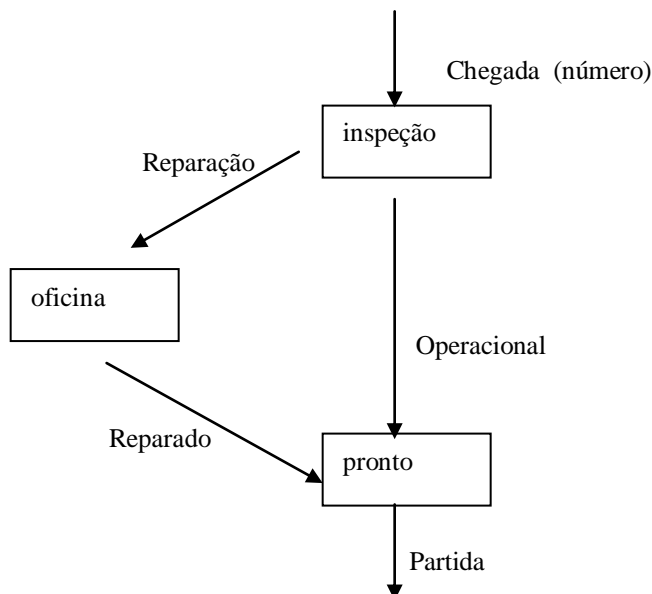 Chegada (número)
inspeção
Reparação
oficina
Operacional
Reparado
pronto
Partida